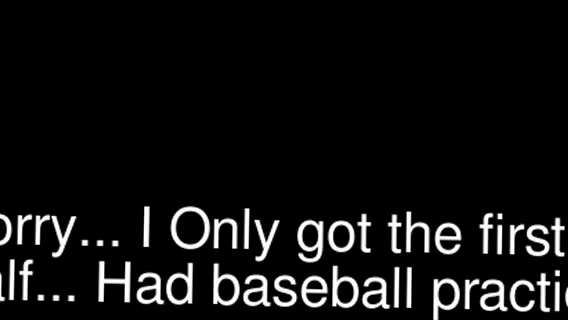 orry... I Only got the first
alf... Had baseball practi